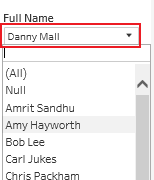 Full Name
Danny Mall
(All)
Null
Amrit Sandhu
Amy Hayworth
Bob Lee
Carl Jukes
Chris Packham